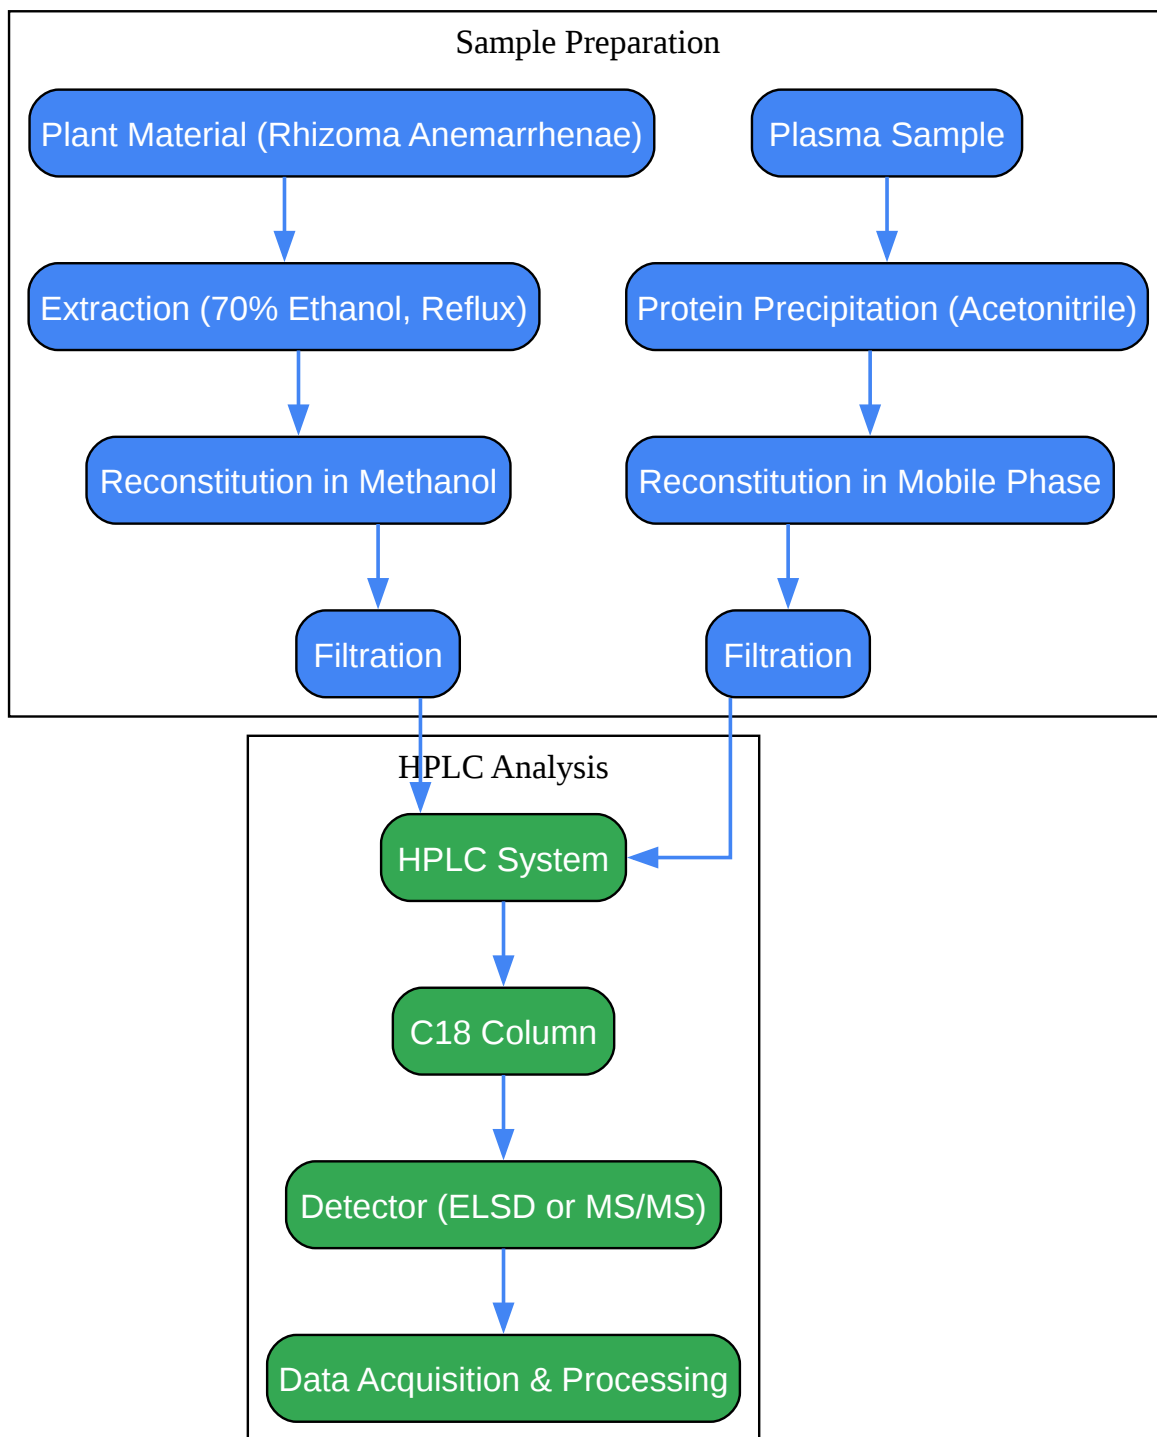 Sample Preparation
Plant Material (Rhizoma Anemarrhenae)
Plasma Sample
Extraction (70% Ethanol, Reflux)
Protein Precipitation (Acetonitrile)
Reconstitution in Methanol
Reconstitution in Mobile Phase
Filtration
Filtration
HPLC Analysis
HPLC System
C18 Column
Detector (ELSD or MS/MS)
Data Acquisition & Processing